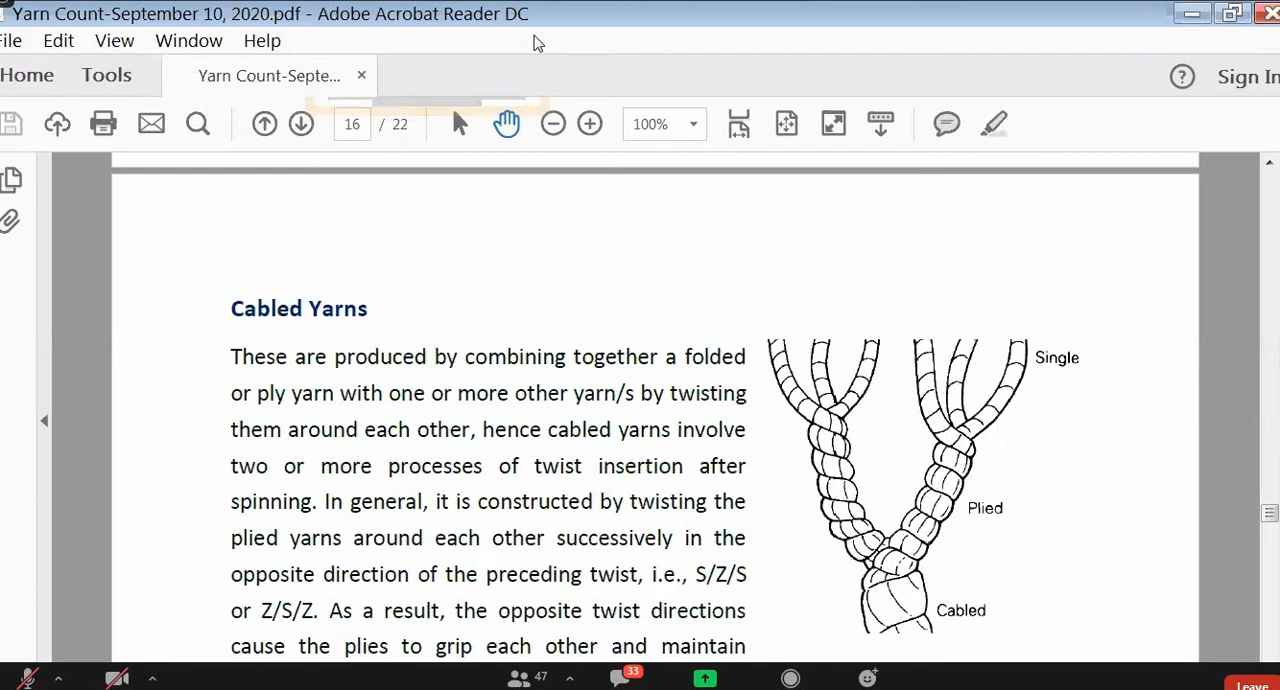 Yarn Count-September 10, 2020.pdf - Adobe Acrobat Reader DC
File Edit View Window Help
Home Tools Yarn Count-Septe... ×
? Sign In
16 / 22 100%
Cabled Yarns
These are produced by combining together a folded
or ply yarn with one or more other yarn/s by twisting
them around each other, hence cabled yarns involve
two or more processes of twist insertion after
spinning. In general, it is constructed by twisting the
plied yarns around each other successively in the
opposite direction of the preceding twist, i.e., S/Z/S
or Z/S/Z. As a result, the opposite twist directions
cause the plies to grip each other and maintain
Single
Plied
Cabled
47 33
Leave